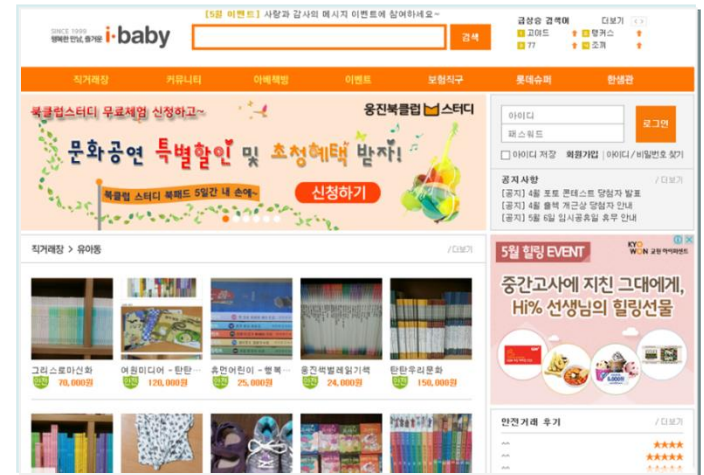 [5월 이벤트] 사랑과 감사의 메시지 이벤트에 참여하세요~
SINCE 1999
행복한 만남, 즐거운 i·baby
검색
급상승 검색어 더보기
1 고야드
2 77
3 탱커스
4 조끼
직거래장 커뮤니티 아베책방 이벤트 보험직구 롯데슈퍼 한샘관
북클럽스터디 무료체험 신청하고~
웅진북클럽 스터디
문화공연 특별할인 및 초청혜택 받자!
북클럽 스터디 북패드 5일간 내 손에~
신청하기
아이디
패스워드
로그인
아이디 저장 회원가입 아이디/비밀번호 찾기
공지사항 /더보기
[공지] 4월 포토 콘테스트 당첨자 발표
[공지] 4월 출책 개근상 당첨자 안내
[공지] 5월 6일 임시공휴일 휴무 안내
직거래장 > 유아동 /더보기
그리스로마신화
70,000원
여원미디어 - 탄탄…
120,000원
휴먼어린이 - 행복…
25,000원
웅진책벌레읽기책
24,000원
탄탄우리문화
150,000원
5월 힐링 EVENT
KYOWON 교원 아이퍼센트
중간고사에 지친 그대에게,
Hi% 선생님의 힐링선물
안전거래 후기 /더보기
^^ ★★★★
^^ ★★★★